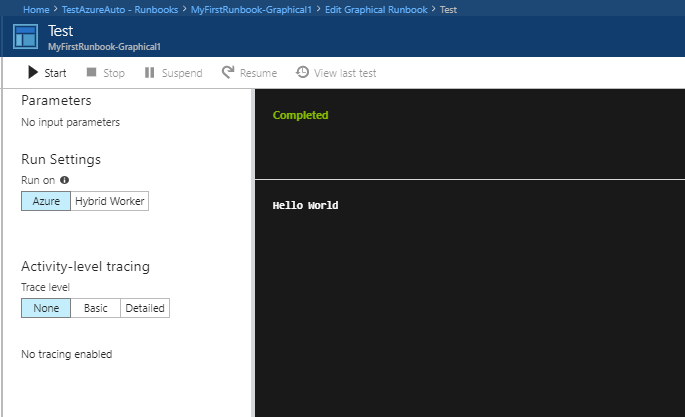 Home > TestAzureAuto - Runbooks > MyFirstRunbook-Graphical1 > Edit Graphical Runbook > Test
Test
MyFirstRunbook-Graphical1
Start Stop Suspend Resume View last test
Parameters
No input parameters
Run Settings
Run on
Azure Hybrid Worker
Activity-level tracing
Trace level
None Basic Detailed
No tracing enabled
Completed
Hello World